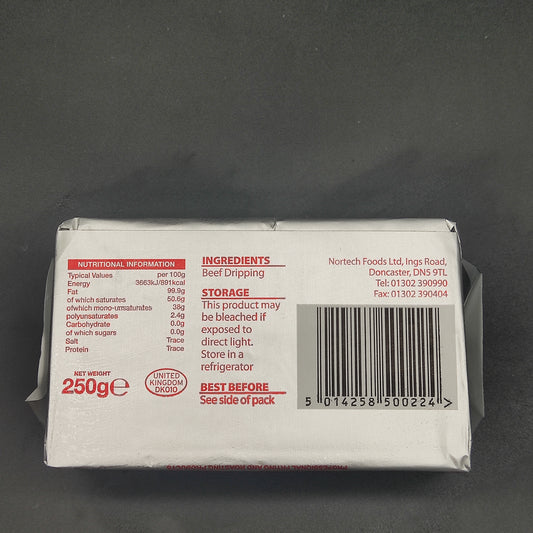 NUTRITIONAL INFORMATION
Typical Values per 100g
Energy 3663kJ/891kcal
Fat 99.9g
of which saturates 50.6g
of which mono-unsaturates 38g
polyunsaturates 2.4g
Carbohydrate 0.0g
of which sugars 0.0g
Salt Trace
Protein Trace
NET WEIGHT
250g℮
UNITED
KINGDOM
DK010
INGREDIENTS
Beef Dripping
STORAGE
This product may
be bleached if
exposed to
direct light.
Store in a
refrigerator
BEST BEFORE
See side of pack
Nortech Foods Ltd, Ings Road,
Doncaster, DN5 9TL
Tel: 01302 390990
Fax: 01302 390404
5 014258 500224 >